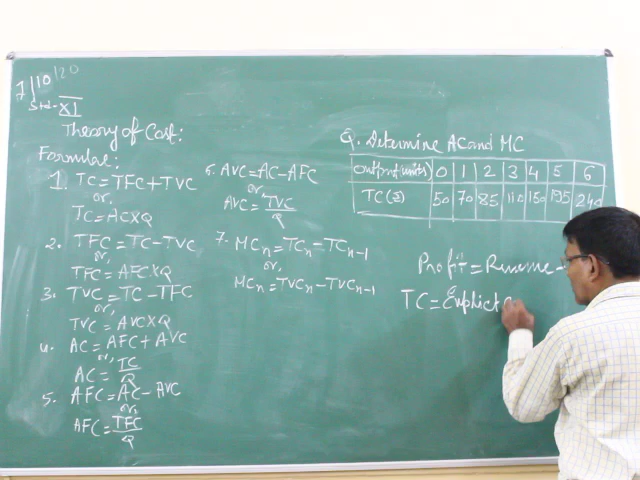 7/10/20
Std-XI
Theory of Cost:
Formulae:
1. TC=TFC+TVC
or,
TC=ACXQ
2. TFC=TC-TVC
or,
TFC=AFCXQ
3. TVC=TC-TFC
or,
TVC=AVCXQ
4. AC=AFC+AVC
or,
AC=TC/Q
5. AFC=AC-AVC
or,
AFC=TFC/Q
6. AVC=AC-AFC
or,
AVC=TVC/Q
7. MCn=TCn-TCn-1
or,
MCn=TVCn-TVCn-1
Q. Determine AC and MC
Output(units) 0 1 2 3 4 5 6
TC(₹) 50 70 85 110 150 195 240
Profit=Revenue-
TC=Explicit